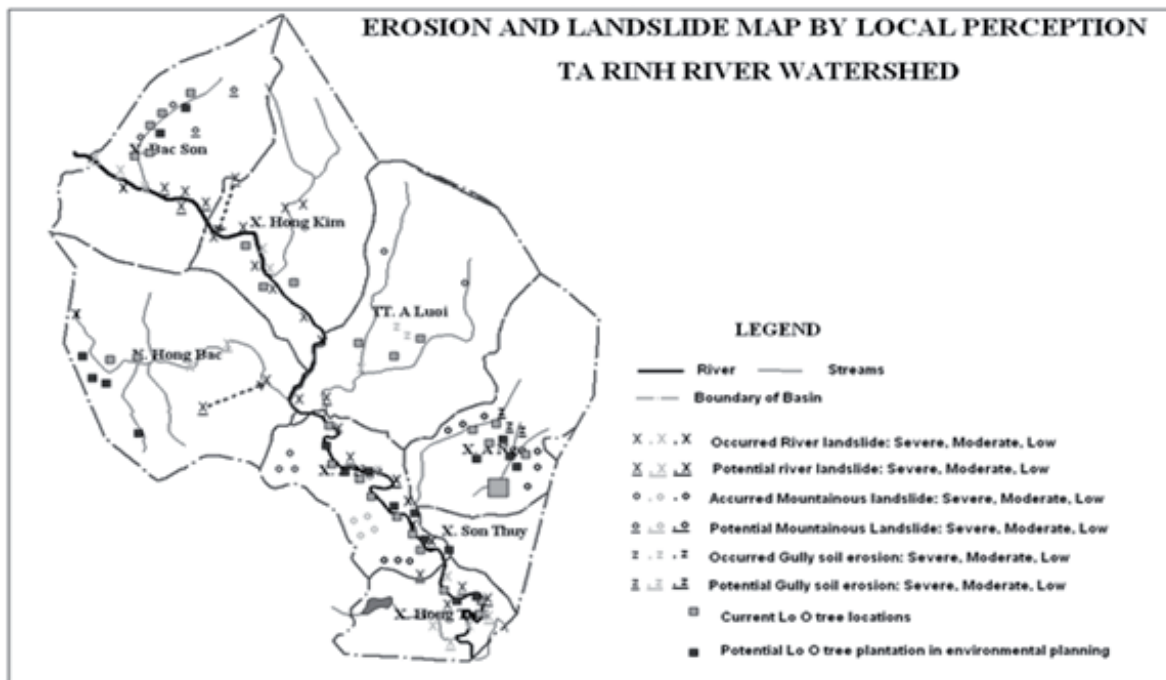 EROSION AND LANDSLIDE MAP BY LOCAL PERCEPTION
TA RINH RIVER WATERSHED
X. Bac Son
X. Hong Kim
TT. A Luoi
N. Hong Bac
X. A Ngo
X. Son Thuy
X. Hong
LEGEND
River
Streams
Boundary of Basin
X . X . X Occurred River landslide: Severe, Moderate, Low
Potential river landslide: Severe, Moderate, Low
Accurred Mountainous landslide: Severe, Moderate, Low
Potential Mountainous Landslide: Severe, Moderate, Low
Occurred Gully soil erosion: Severe, Moderate, Low
Potential Gully soil erosion: Severe, Moderate, Low
Current Lo O tree locations
Potential Lo O tree plantation in environmental planning